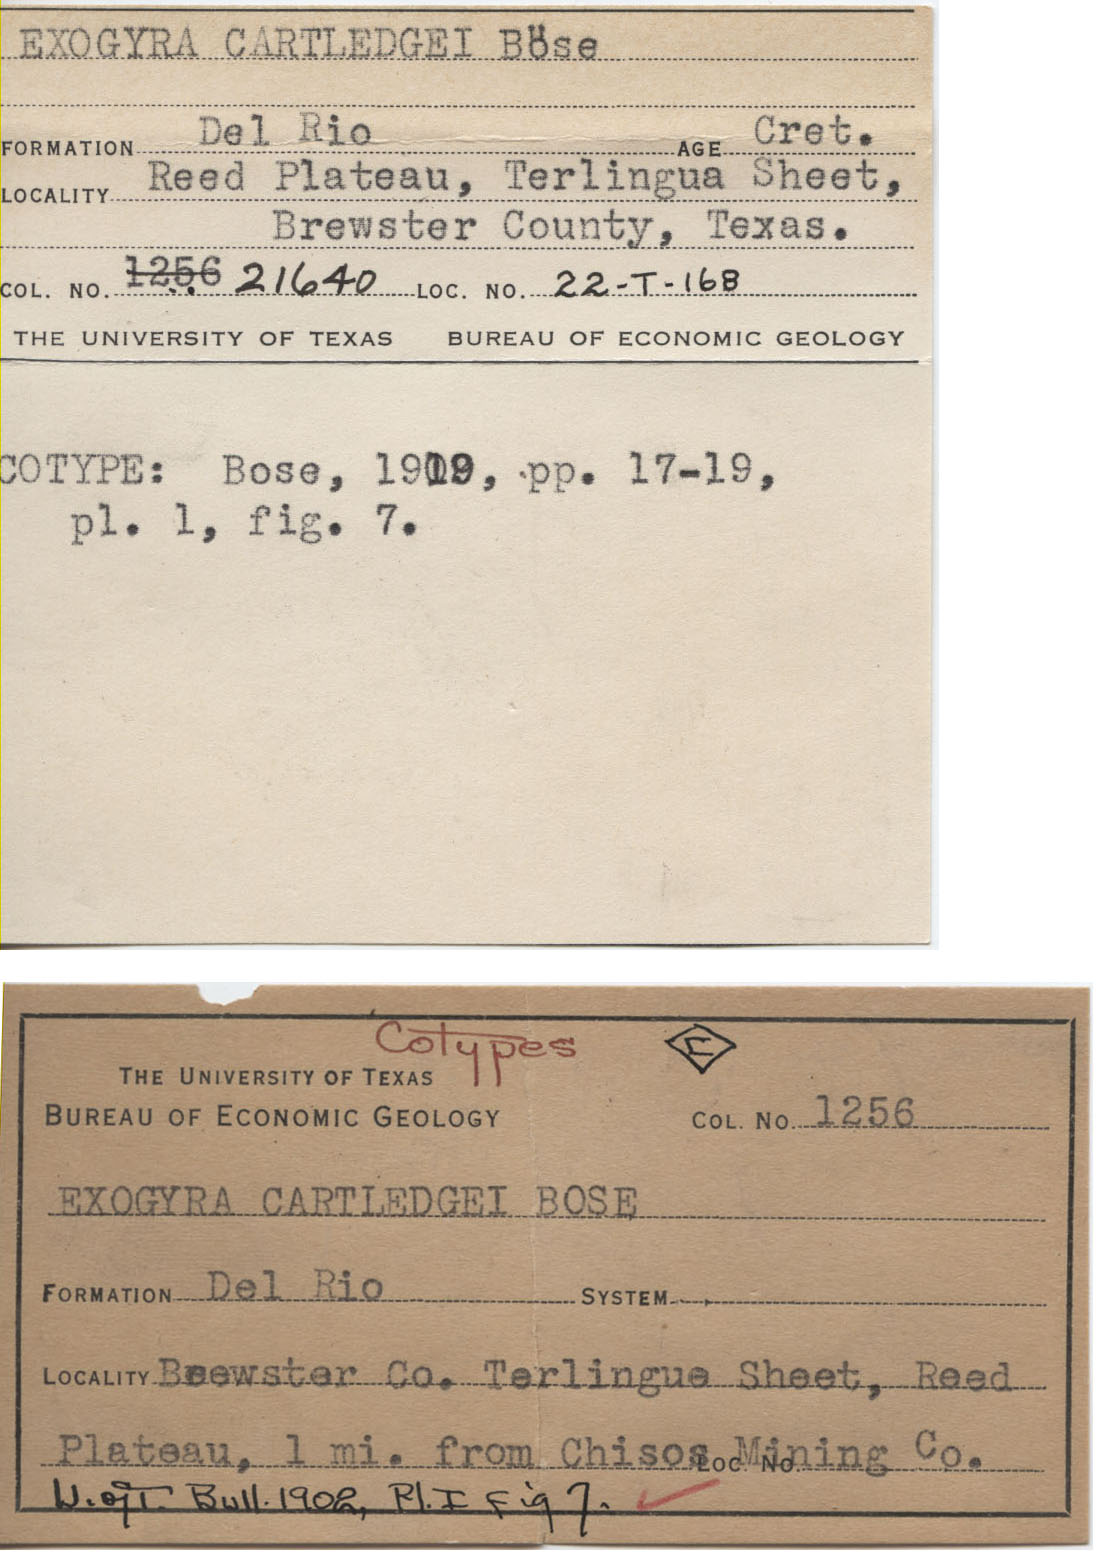 EXOGYRA CARTLEDGEI Böse
FORMATION Del Rio AGE Cret.
LOCALITY Reed Plateau, Terlingua Sheet,
Brewster County, Texas.
COL. NO. 1256 21640 LOC. NO. 22-T-168
THE UNIVERSITY OF TEXAS BUREAU OF ECONOMIC GEOLOGY
COTYPE: Bose, 1919, pp. 17-19,
pl. 1, fig. 7.
Cotypes C
THE UNIVERSITY OF TEXAS
BUREAU OF ECONOMIC GEOLOGY COL. NO. 1256
EXOGYRA CARTLEDGEI BOSE
FORMATION Del Rio SYSTEM
LOCALITY Brewster Co. Terlingue Sheet, Reed
Plateau, 1 mi. from Chisos Mining Co.
LOC. NO.
U. of T. Bull. 1902, Pl. I fig 7.